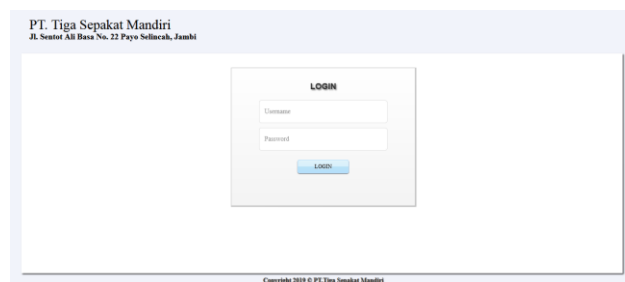 PT. Tiga Sepakat Mandiri
Jl. Sentot Ali Basa No. 22 Payo Selincah, Jambi
LOGIN
Username
Password
LOGIN
Copyright 2019 © PT.Tiga Sepakat Mandiri